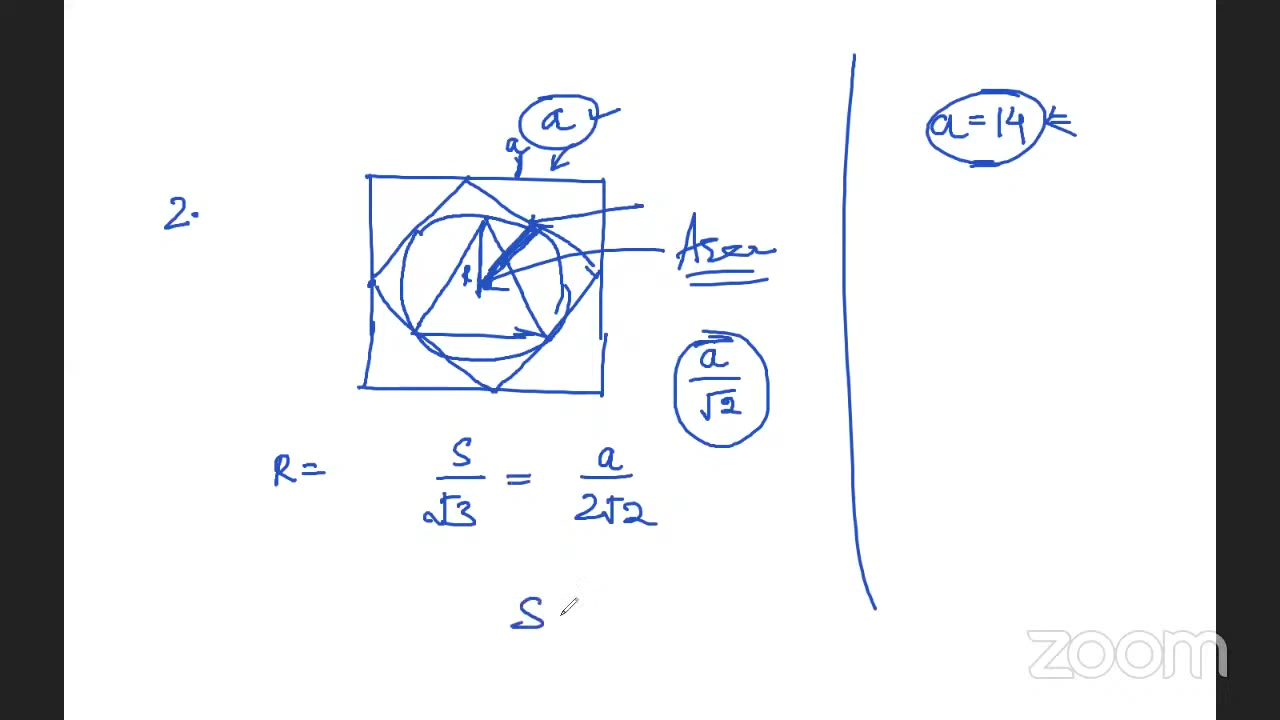 2.
a
a
R
Area
a/√2
R = S/√3 = a/2√2
S
a = 14
zoom